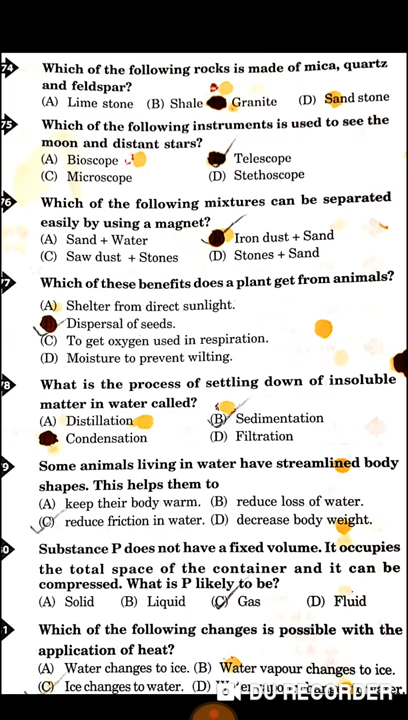 74 Which of the following rocks is made of mica, quartz
and feldspar?
(A) Lime stone (B) Shale Granite (D) Sand stone
75 Which of the following instruments is used to see the
moon and distant stars?
(A) Bioscope Telescope
(C) Microscope (D) Stethoscope
76 Which of the following mixtures can be separated
easily by using a magnet?
(A) Sand + Water Iron dust + Sand
(C) Saw dust + Stones (D) Stones + Sand
7 Which of these benefits does a plant get from animals?
(A) Shelter from direct sunlight.
Dispersal of seeds.
(C) To get oxygen used in respiration.
(D) Moisture to prevent wilting.
78 What is the process of settling down of insoluble
matter in water called?
(A) Distillation (B) Sedimentation
Condensation (D) Filtration
9 Some animals living in water have streamlined body
shapes. This helps them to
(A) keep their body warm. (B) reduce loss of water.
(C) reduce friction in water. (D) decrease body weight.
0 Substance P does not have a fixed volume. It occupies
the total space of the container and it can be
compressed. What is P likely to be?
(A) Solid (B) Liquid (C) Gas (D) Fluid
1 Which of the following changes is possible with the
application of heat?
(A) Water changes to ice. (B) Water vapour changes to ice.
(C) Ice changes to water. (D)
DU RECORDER